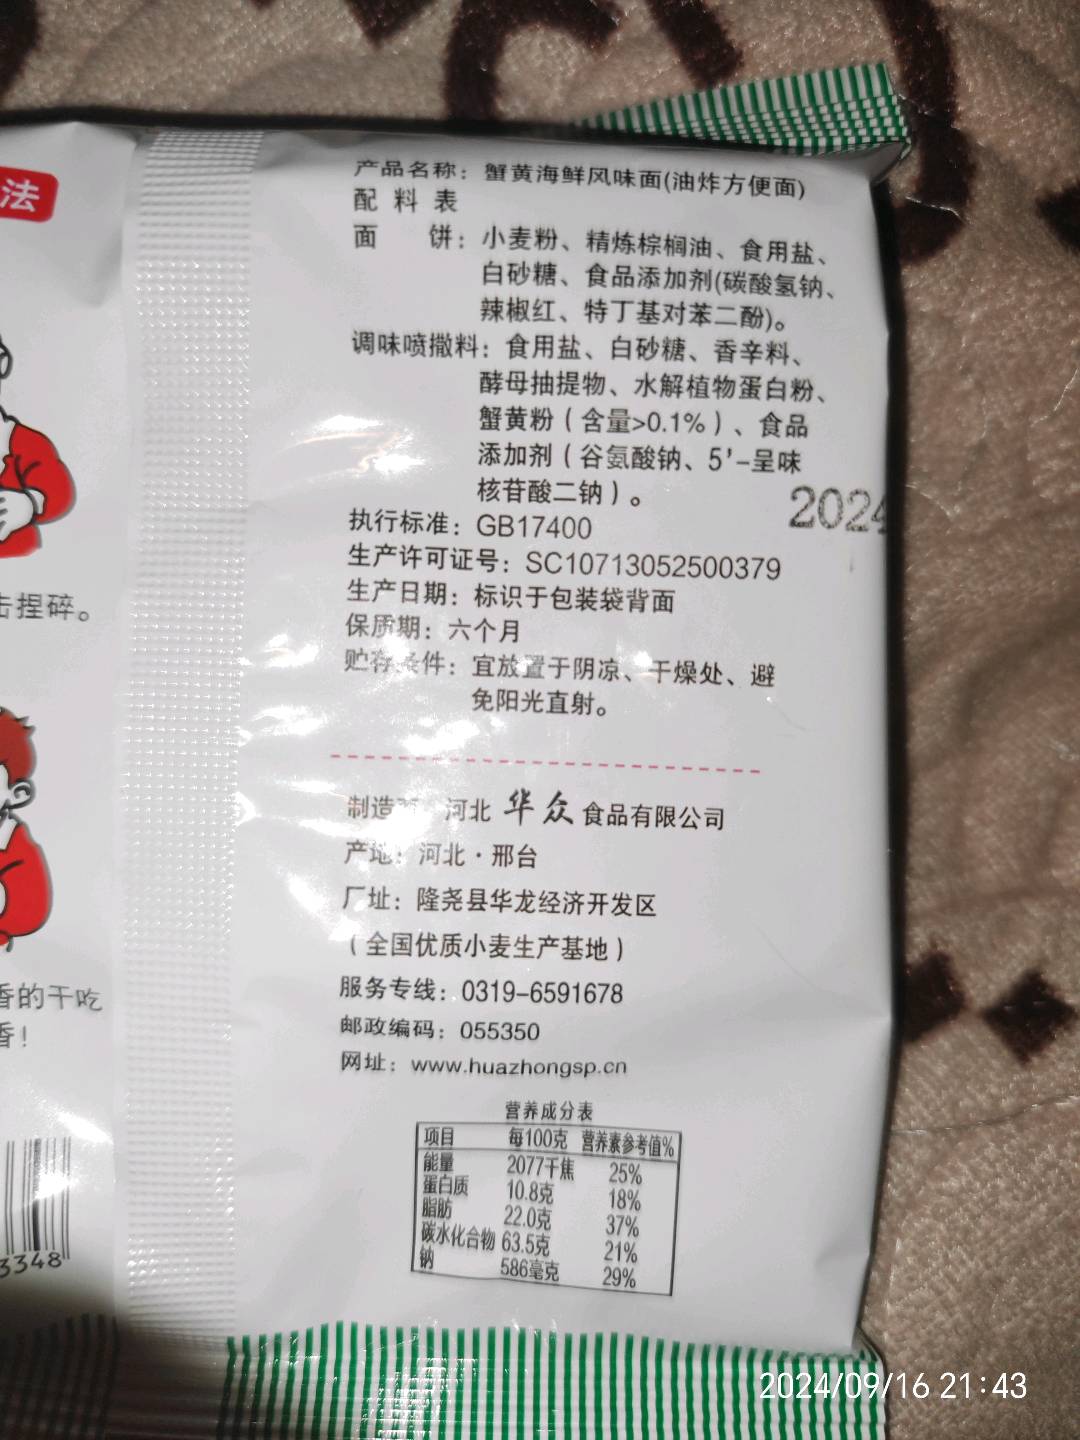 法
产品名称：蟹黄海鲜风味面(油炸方便面)
配料表
面　　饼：小麦粉、精炼棕榈油、食用盐、
白砂糖、食品添加剂(碳酸氢钠、
辣椒红、特丁基对苯二酚)。
调味喷撒料：食用盐、白砂糖、香辛料、
酵母抽提物、水解植物蛋白粉、
蟹黄粉（含量>0.1%）、食品
添加剂（谷氨酸钠、5'-呈味
核苷酸二钠）。
2024
执行标准：GB17400
生产许可证号：SC10713052500379
生产日期：标识于包装袋背面
保质期：六个月
贮存条件：宜放置于阴凉、干燥处、避
免阳光直射。
击捏碎。
制造 河北华众食品有限公司
产地：河北·邢台
厂址：隆尧县华龙经济开发区
（全国优质小麦生产基地）
服务专线：0319-6591678
邮政编码：055350
网址：www.huazhongsp.cn
香的干吃
香！
营养成分表
项目 每100克 营养素参考值%
能量 2077千焦 25%
蛋白质 10.8克 18%
脂肪 22.0克 37%
碳水化合物 63.5克 21%
钠 586毫克 29%
3348
2024/09/16 21:43